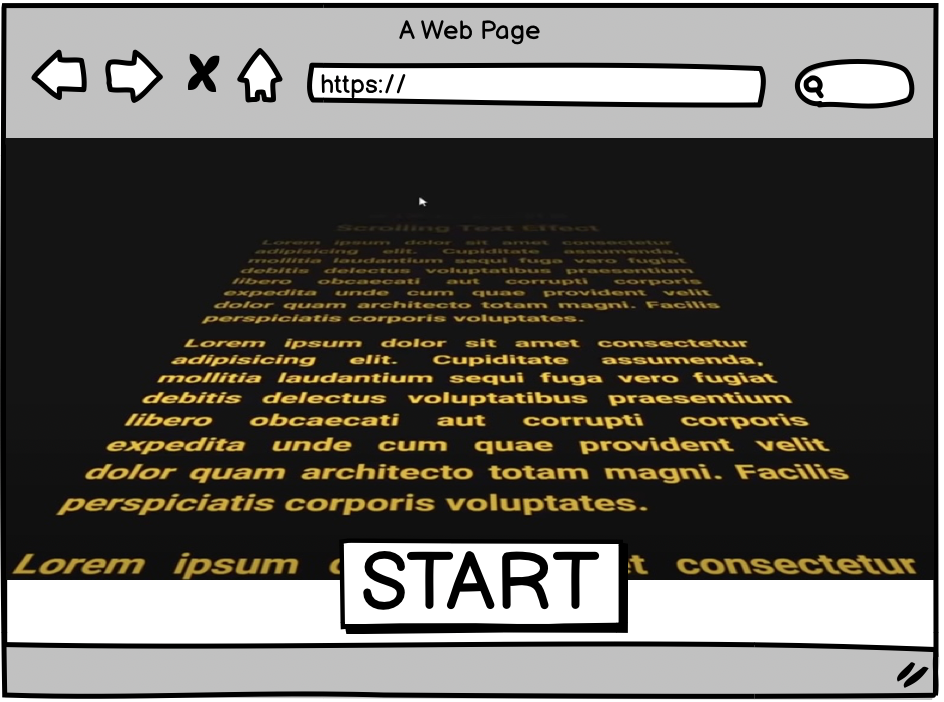 A Web Page
https://
Scrolling Text Effect
Lorem ipsum dolor sit amet consectetur
adipisicing elit. Cupiditate assumenda,
mollitia laudantium sequi fuga vero fugiat
debitis delectus voluptatibus praesentium
libero obcaecati aut corrupti corporis
expedita unde cum quae provident velit
dolor quam architecto totam magni. Facilis
perspiciatis corporis voluptates.
Lorem ipsum dolor sit amet consectetur
adipisicing elit. Cupiditate assumenda,
mollitia laudantium sequi fuga vero fugiat
debitis delectus voluptatibus praesentium
libero obcaecati aut corrupti corporis
expedita unde cum quae provident velit
dolor quam architecto totam magni. Facilis
perspiciatis corporis voluptates.
Lorem ipsum consectetur
START